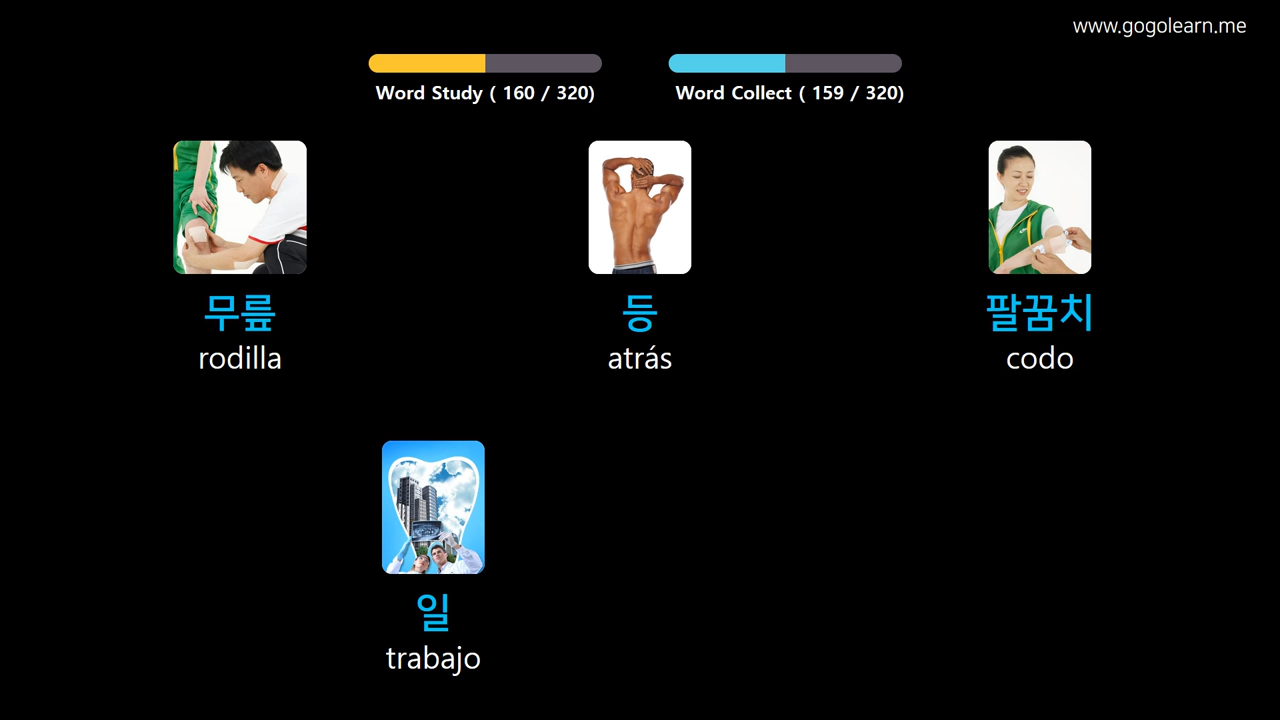 www.gogolearn.me
Word Study ( 160 / 320)
Word Collect ( 159 / 320)
무릎
rodilla
등
atrás
팔꿈치
codo
일
trabajo